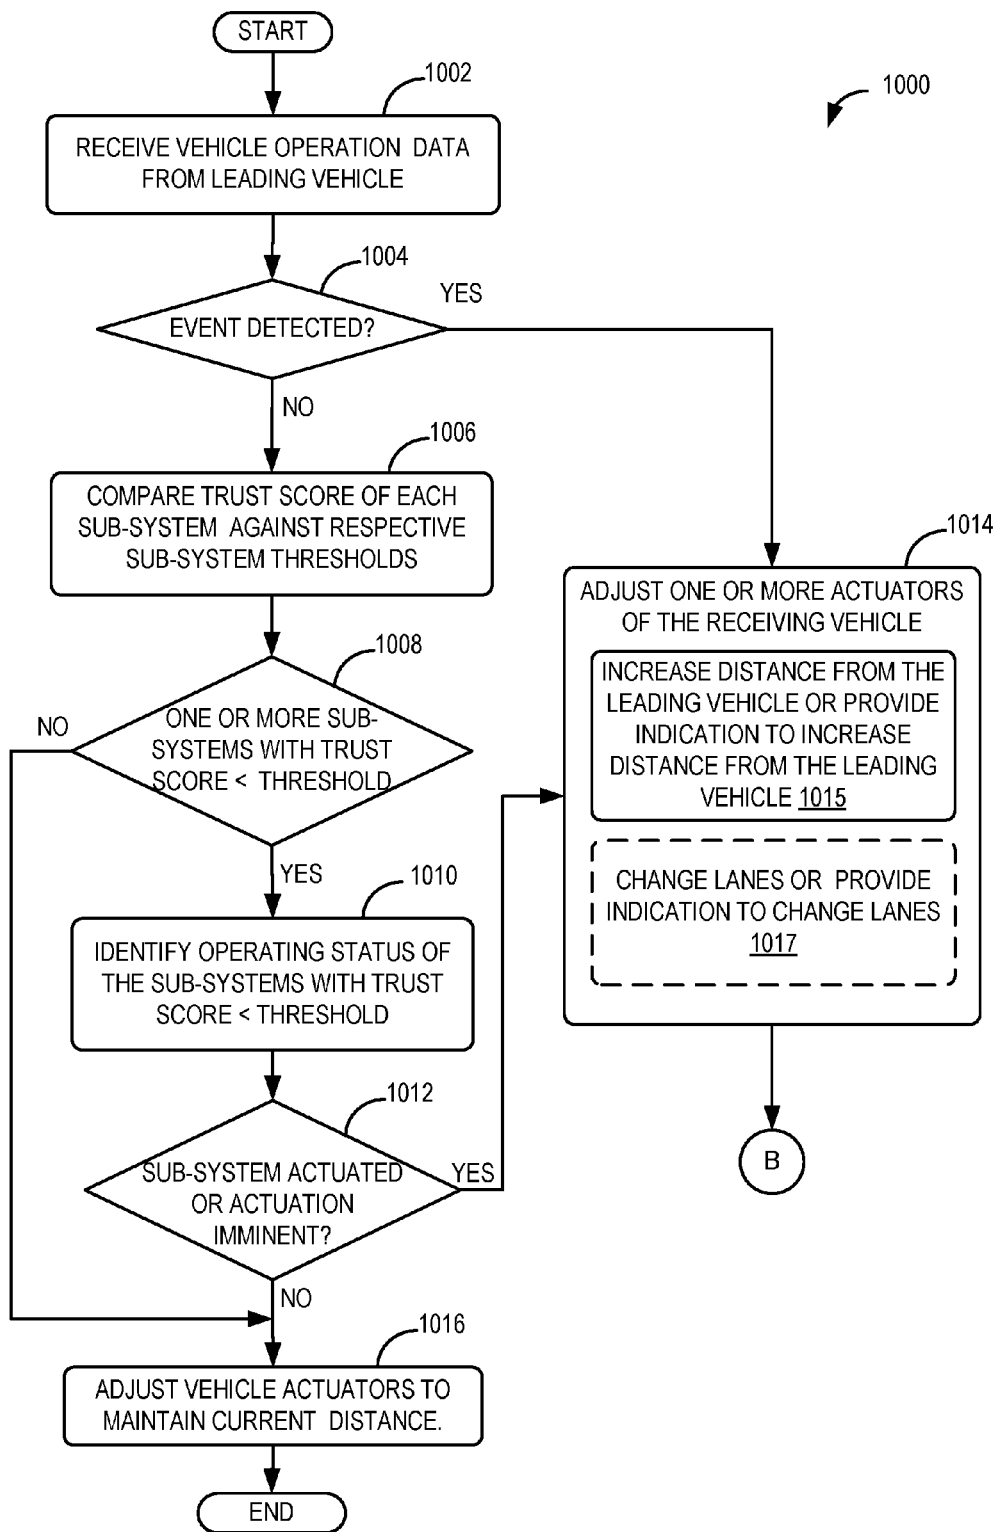 START
1002
1000
RECEIVE VEHICLE OPERATION DATA
FROM LEADING VEHICLE
1004
YES
EVENT DETECTED?
NO
1006
COMPARE TRUST SCORE OF EACH
SUB-SYSTEM AGAINST RESPECTIVE
SUB-SYSTEM THRESHOLDS
1008
NO
ONE OR MORE SUB-
SYSTEMS WITH TRUST
SCORE < THRESHOLD
YES
1010
IDENTIFY OPERATING STATUS OF
THE SUB-SYSTEMS WITH TRUST
SCORE < THRESHOLD
1012
SUB-SYSTEM ACTUATED
OR ACTUATION
IMMINENT?
YES
NO
1014
ADJUST ONE OR MORE ACTUATORS
OF THE RECEIVING VEHICLE
INCREASE DISTANCE FROM THE
LEADING VEHICLE OR PROVIDE
INDICATION TO INCREASE
DISTANCE FROM THE LEADING
VEHICLE 1015
CHANGE LANES OR PROVIDE
INDICATION TO CHANGE LANES
1017
B
1016
ADJUST VEHICLE ACTUATORS TO
MAINTAIN CURRENT DISTANCE.
END